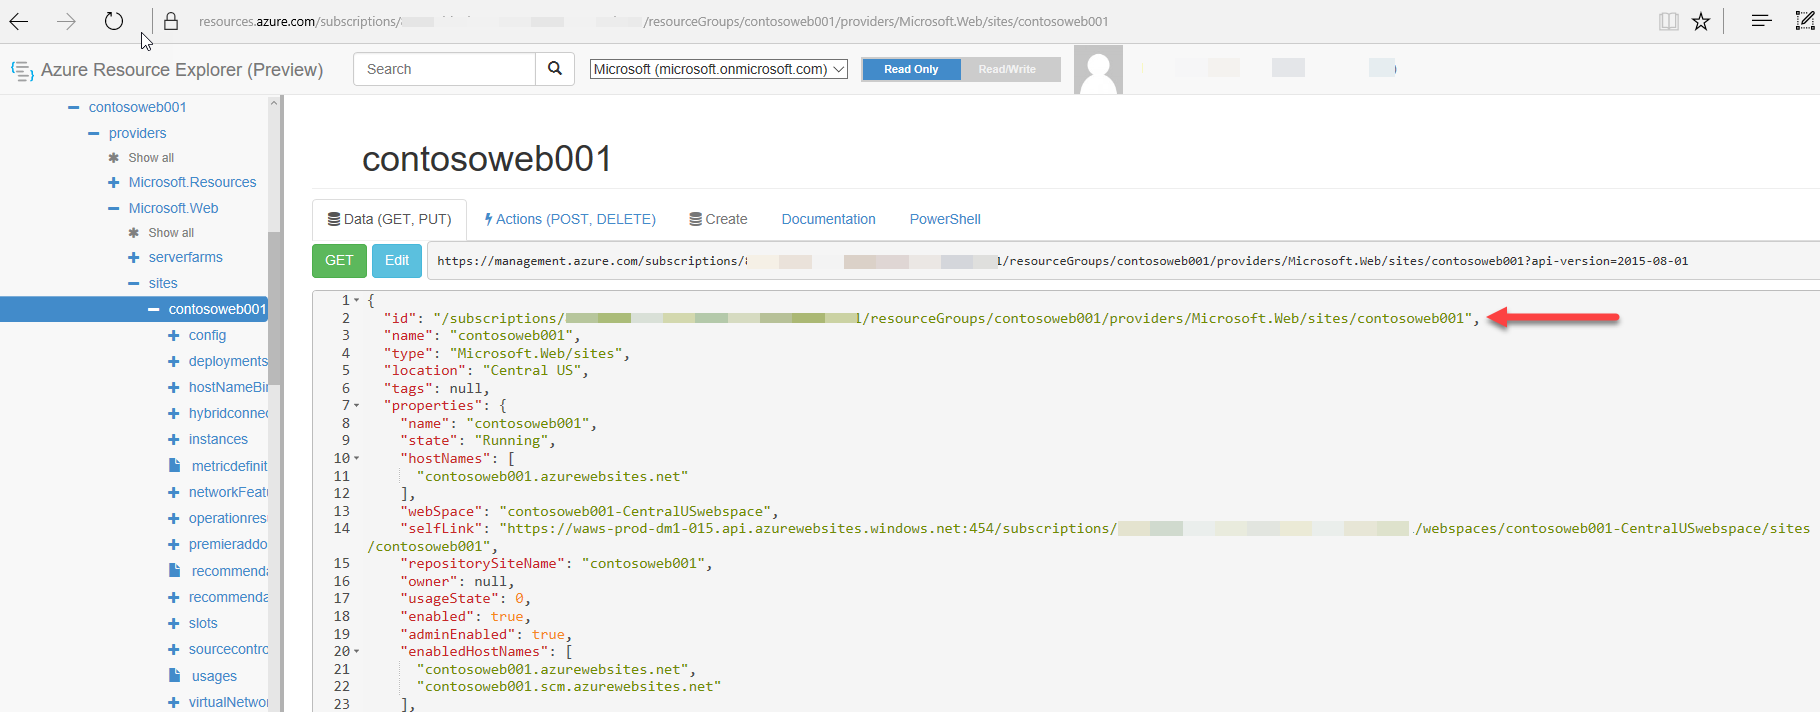 resources.azure.com/subscriptions/ /resourceGroups/contosoweb001/providers/Microsoft.Web/sites/contosoweb001
Azure Resource Explorer (Preview)
Search
Microsoft (microsoft.onmicrosoft.com)
Read Only
Read/Write
contosoweb001
providers
Show all
Microsoft.Resources
Microsoft.Web
Show all
serverfarms
sites
contosoweb001
config
deployments
hostNameBi
hybridconne
instances
metricdefinit
networkFeat
operationres
premieraddo
recommenda
recommenda
slots
sourcecontro
usages
virtualNetwo
contosoweb001
Data (GET, PUT)
Actions (POST, DELETE)
Create
Documentation
PowerShell
GET
Edit
https://management.azure.com/subscriptions/ /resourceGroups/contosoweb001/providers/Microsoft.Web/sites/contosoweb001?api-version=2015-08-01
1 {
2 "id": "/subscriptions/ /resourceGroups/contosoweb001/providers/Microsoft.Web/sites/contosoweb001",
3 "name": "contosoweb001",
4 "type": "Microsoft.Web/sites",
5 "location": "Central US",
6 "tags": null,
7 "properties": {
8 "name": "contosoweb001",
9 "state": "Running",
10 "hostNames": [
11 "contosoweb001.azurewebsites.net"
12 ],
13 "webSpace": "contosoweb001-CentralUSwebspace",
14 "selfLink": "https://waws-prod-dm1-015.api.azurewebsites.windows.net:454/subscriptions/ /webspaces/contosoweb001-CentralUSwebspace/sites
/contosoweb001",
15 "repositorySiteName": "contosoweb001",
16 "owner": null,
17 "usageState": 0,
18 "enabled": true,
19 "adminEnabled": true,
20 "enabledHostNames": [
21 "contosoweb001.azurewebsites.net",
22 "contosoweb001.scm.azurewebsites.net"
23 ],